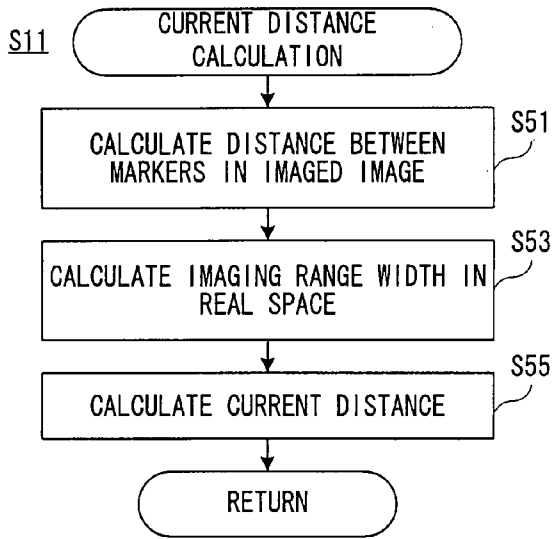 S11
CURRENT DISTANCE
CALCULATION
S51
CALCULATE DISTANCE BETWEEN
MARKERS IN IMAGED IMAGE
S53
CALCULATE IMAGING RANGE WIDTH IN
REAL SPACE
S55
CALCULATE CURRENT DISTANCE
RETURN